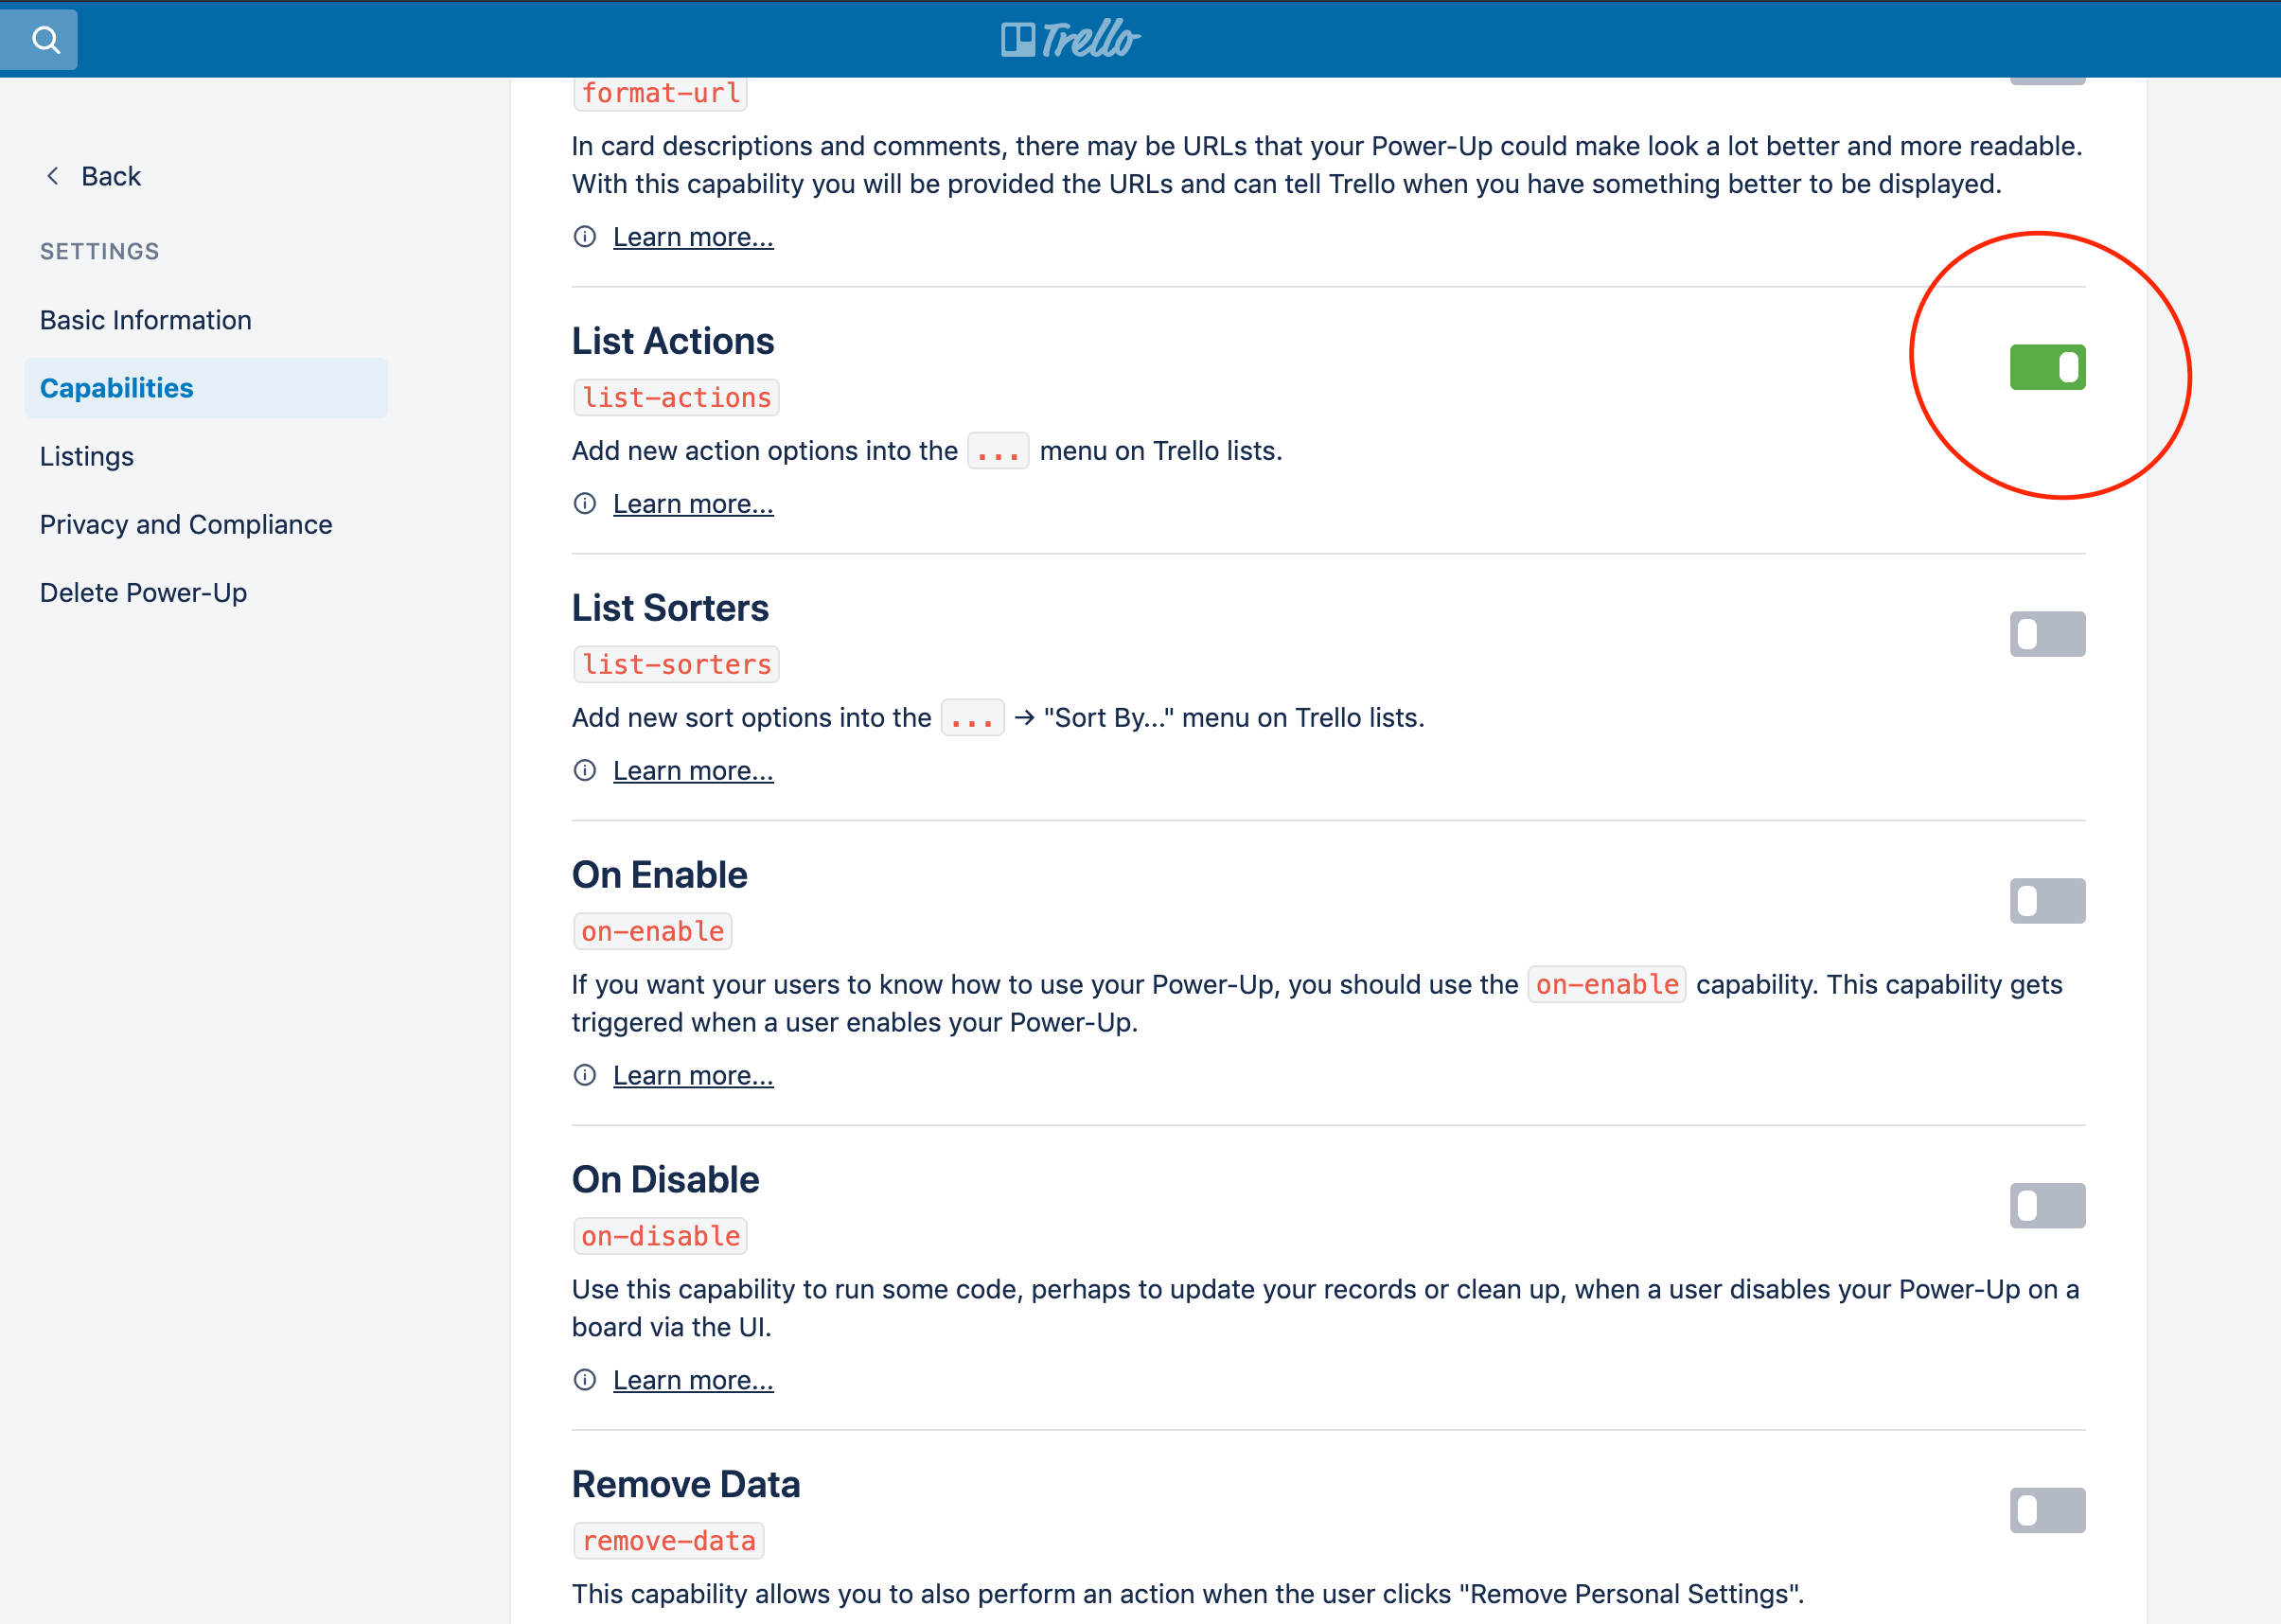 Trello
Back
SETTINGS
Basic Information
Capabilities
Listings
Privacy and Compliance
Delete Power-Up
format-url
In card descriptions and comments, there may be URLs that your Power-Up could make look a lot better and more readable.
With this capability you will be provided the URLs and can tell Trello when you have something better to be displayed.
Learn more...
List Actions
list-actions
Add new action options into the ... menu on Trello lists.
Learn more...
List Sorters
list-sorters
Add new sort options into the ... → "Sort By..." menu on Trello lists.
Learn more...
On Enable
on-enable
If you want your users to know how to use your Power-Up, you should use the on-enable capability. This capability gets
triggered when a user enables your Power-Up.
Learn more...
On Disable
on-disable
Use this capability to run some code, perhaps to update your records or clean up, when a user disables your Power-Up on a
board via the UI.
Learn more...
Remove Data
remove-data
This capability allows you to also perform an action when the user clicks "Remove Personal Settings".